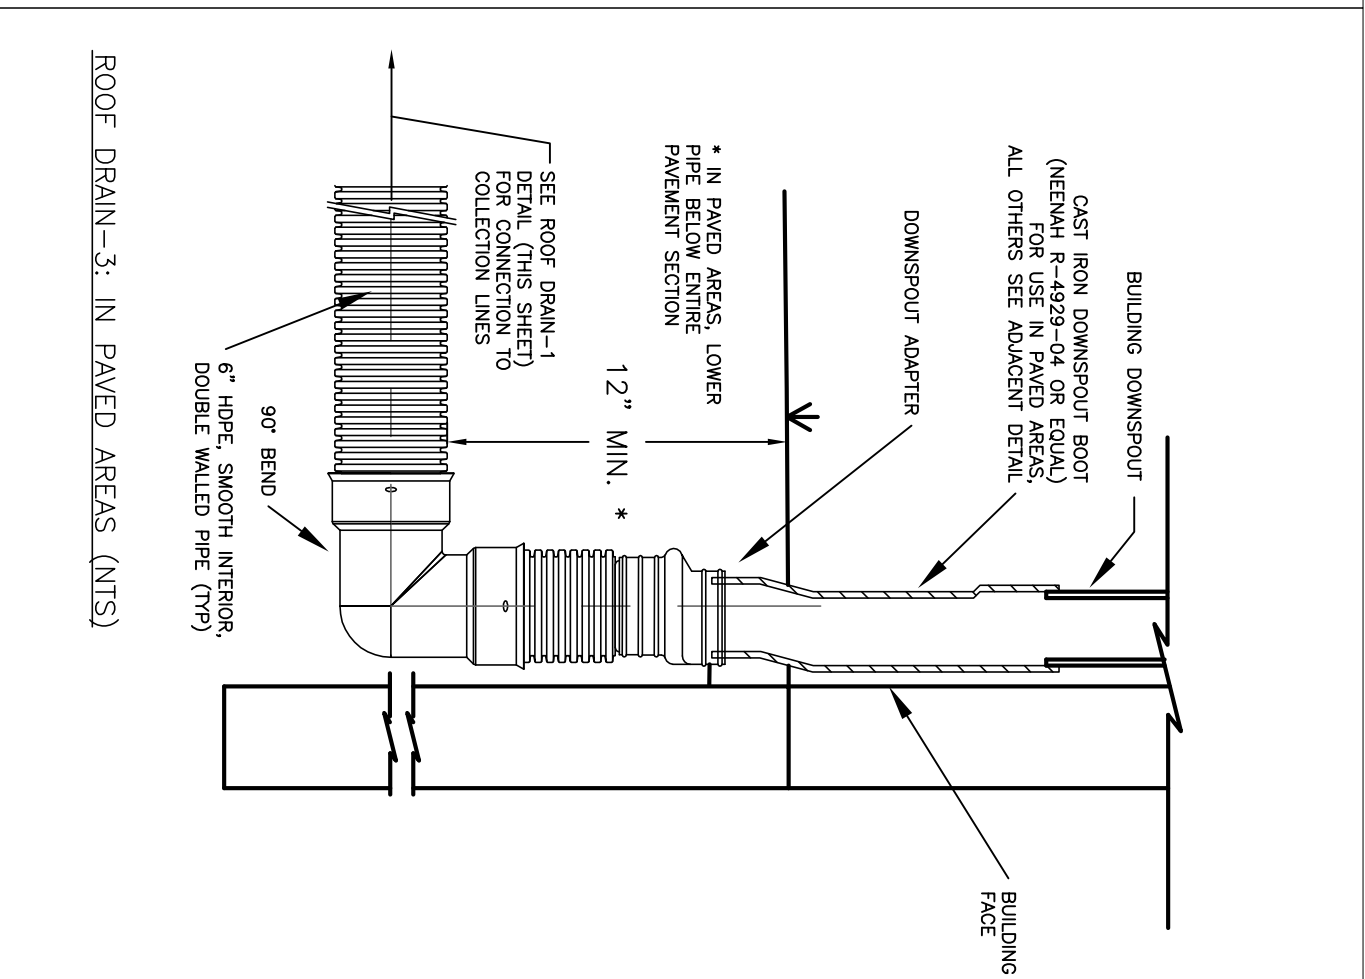 BUILDING DOWNSPOUT
CAST IRON DOWNSPOUT BOOT
(NEENAH R-4929-04 OR EQUAL)
FOR USE IN PAVED AREAS,
ALL OTHERS SEE ADJACENT DETAIL
BUILDING
FACE
DOWNSPOUT ADAPTER
* IN PAVED AREAS, LOWER
PIPE BELOW ENTIRE
PAVEMENT SECTION
12" MIN. *
SEE ROOF DRAIN-1
DETAIL (THIS SHEET)
FOR CONNECTION TO
COLLECTION LINES
90° BEND
6" HDPE, SMOOTH INTERIOR,
DOUBLE WALLED PIPE (TYP)
ROOF DRAIN-3: IN PAVED AREAS (NTS)